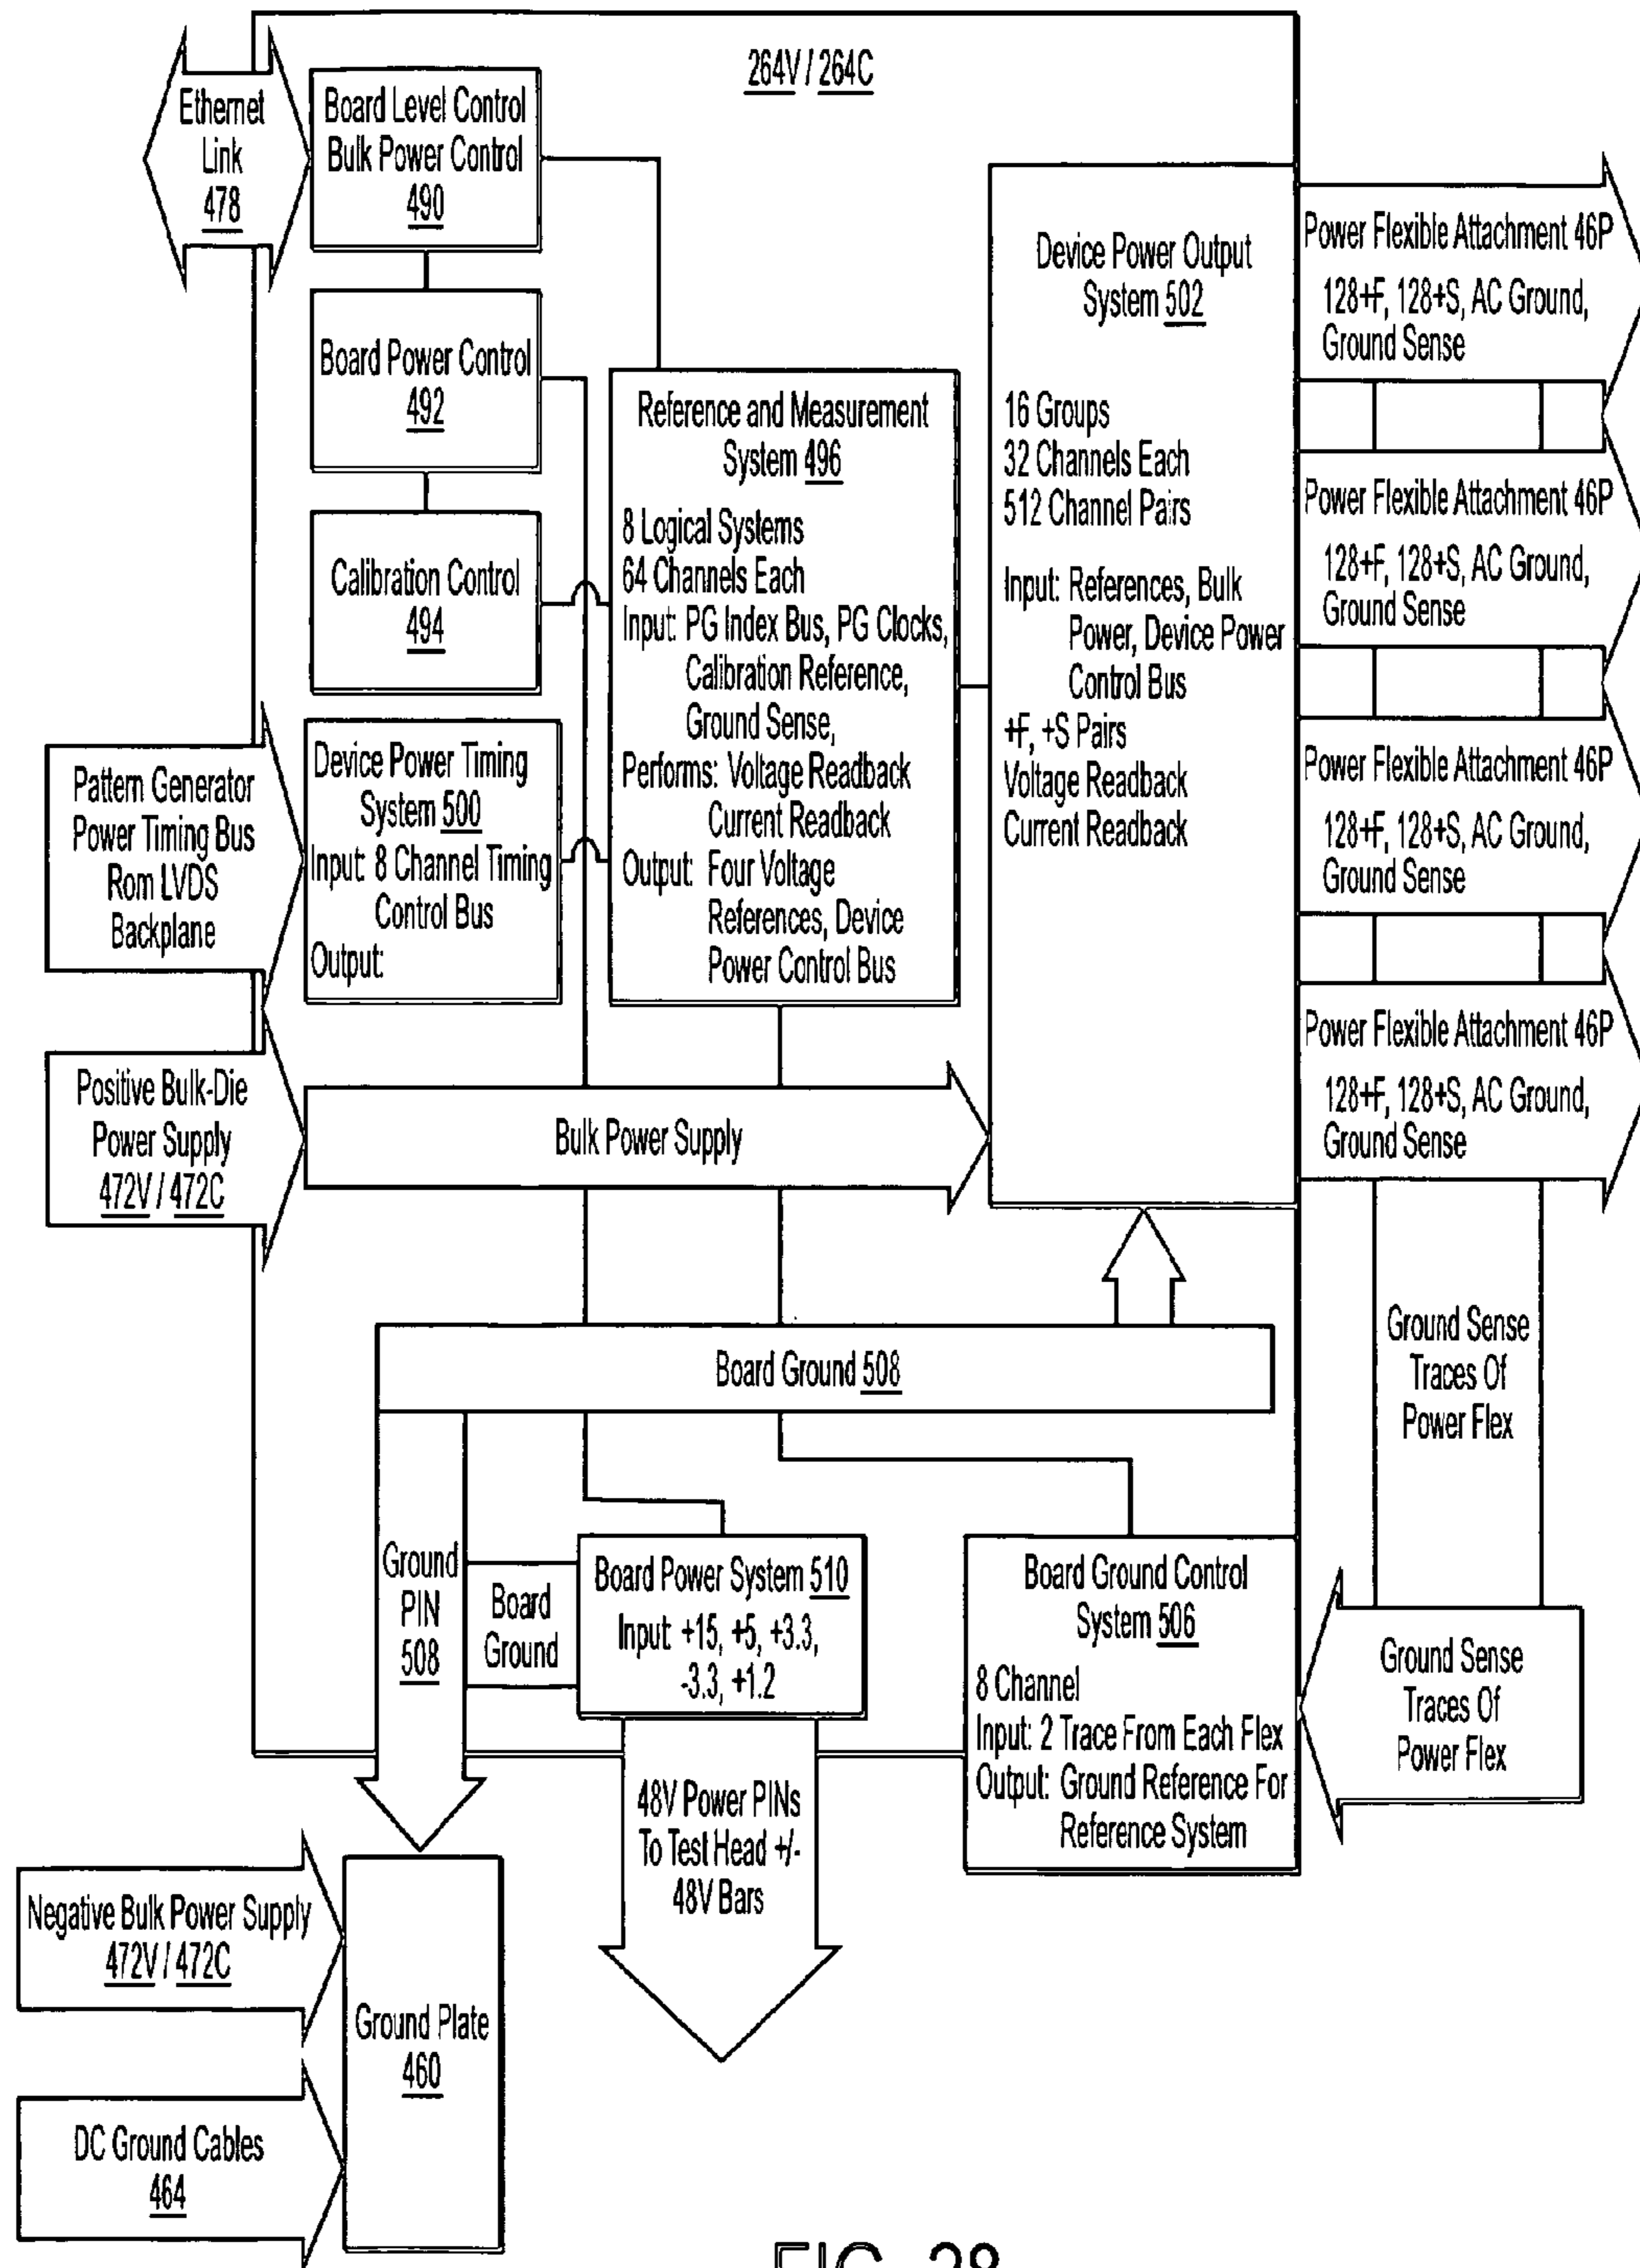 264V / 264C
Ethernet
Link
478
Board Level Control
Bulk Power Control
490
Board Power Control
492
Calibration Control
494
Pattern Generator
Power Timing Bus
Rom LVDS
Backplane
Device Power Timing
System 500
Input: 8 Channel Timing
Control Bus
Output:
Reference and Measurement
System 496
8 Logical Systems
64 Channels Each
Input: PG Index Bus, PG Clocks,
Calibration Reference,
Ground Sense,
Performs: Voltage Readback
Current Readback
Output: Four Voltage
References, Device
Power Control Bus
Device Power Output
System 502
16 Groups
32 Channels Each
512 Channel Pairs
Input: References, Bulk
Power, Device Power
Control Bus
+F, +S Pairs
Voltage Readback
Current Readback
Power Flexible Attachment 46P
128+F, 128+S, AC Ground,
Ground Sense
Power Flexible Attachment 46P
128+F, 128+S, AC Ground,
Ground Sense
Power Flexible Attachment 46P
128+F, 128+S, AC Ground,
Ground Sense
Power Flexible Attachment 46P
128+F, 128+S, AC Ground,
Ground Sense
Positive Bulk-Die
Power Supply
472V / 472C
Bulk Power Supply
Board Ground 508
Ground Sense
Traces Of
Power Flex
Ground
PIN
508
Board
Ground
Board Power System 510
Input: +15, +5, +3.3,
-3.3, +1.2
Board Ground Control
System 506
8 Channel
Input: 2 Trace From Each Flex
Output: Ground Reference For
Reference System
Ground Sense
Traces Of
Power Flex
48V Power PINs
To Test Head +/-
48V Bars
Negative Bulk Power Supply
472V / 472C
Ground Plate
460
DC Ground Cables
464
FIG. 28